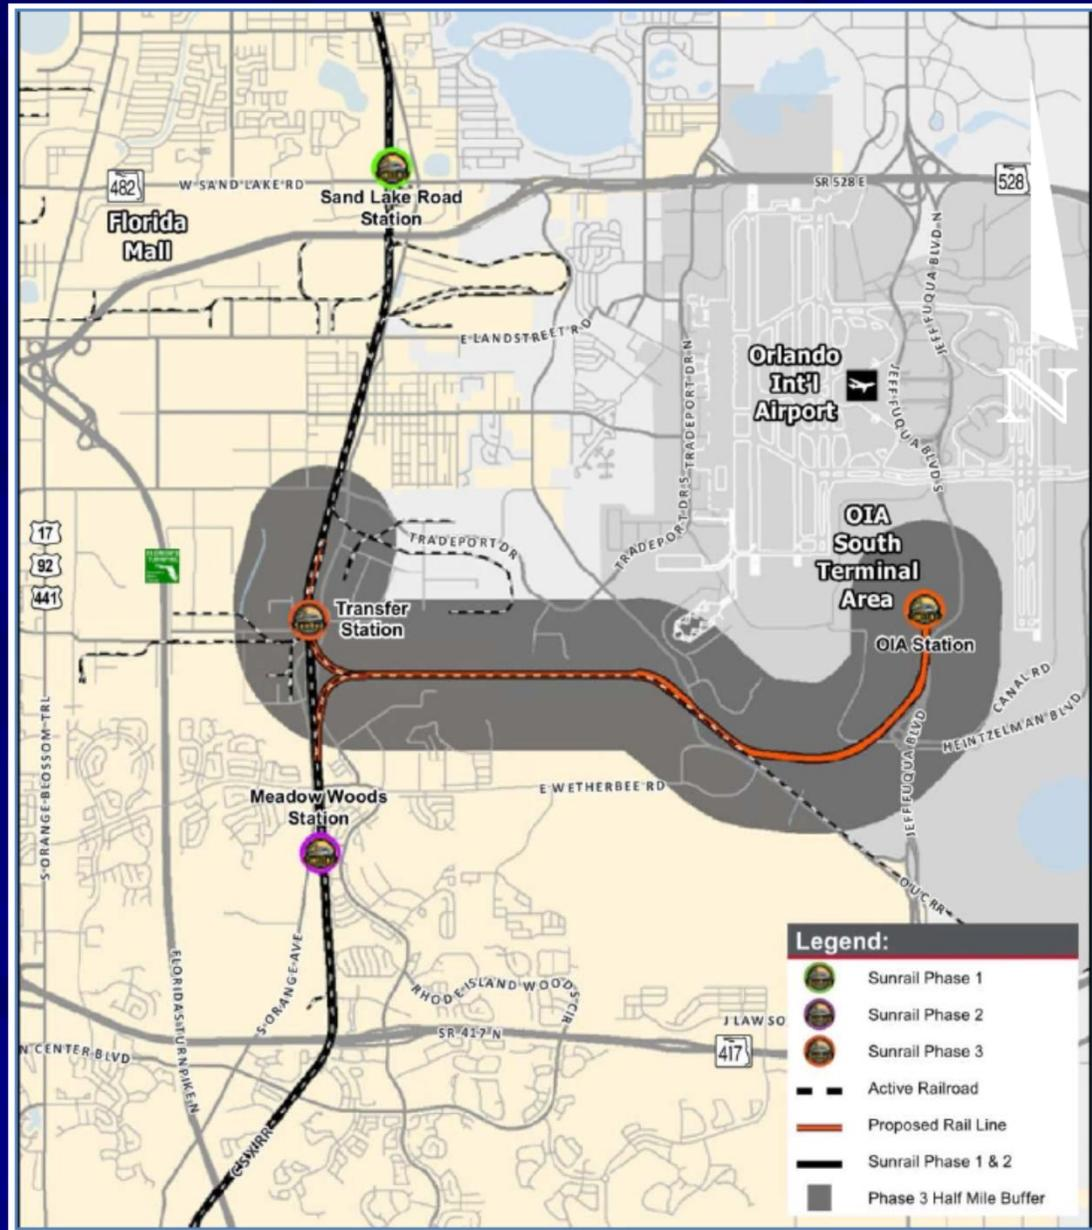 482
W SAND LAKE RD
Sand Lake Road
Station
Florida
Mall
SR 528 E
528
JEFF FUQUA BLVD N
E LANDSTREET RD
TRADEPORT DR N
TRADEPORT DR S
Orlando
Int'l
Airport
JEFF FUQUA BLVD S
N
17
92
441
FLORIDA'S
TURNPIKE
TRADEPORT DR
OIA
South
Terminal
Area
Transfer
Station
OIA Station
CANAL RD
HEINTZELMAN BLVD
JEFF FUQUA BLVD
S ORANGE BLOSSOM TRL
E WETHERBEE RD
Meadow Woods
Station
OUC RR
FLORIDAS TURNPIKE N
S ORANGE AVE
RHODE ISLAND WOODS CIR
SR 417 N
J LAWSO
417
N CENTER BLVD
CSX RR
Legend:
Sunrail Phase 1
Sunrail Phase 2
Sunrail Phase 3
Active Railroad
Proposed Rail Line
Sunrail Phase 1 & 2
Phase 3 Half Mile Buffer